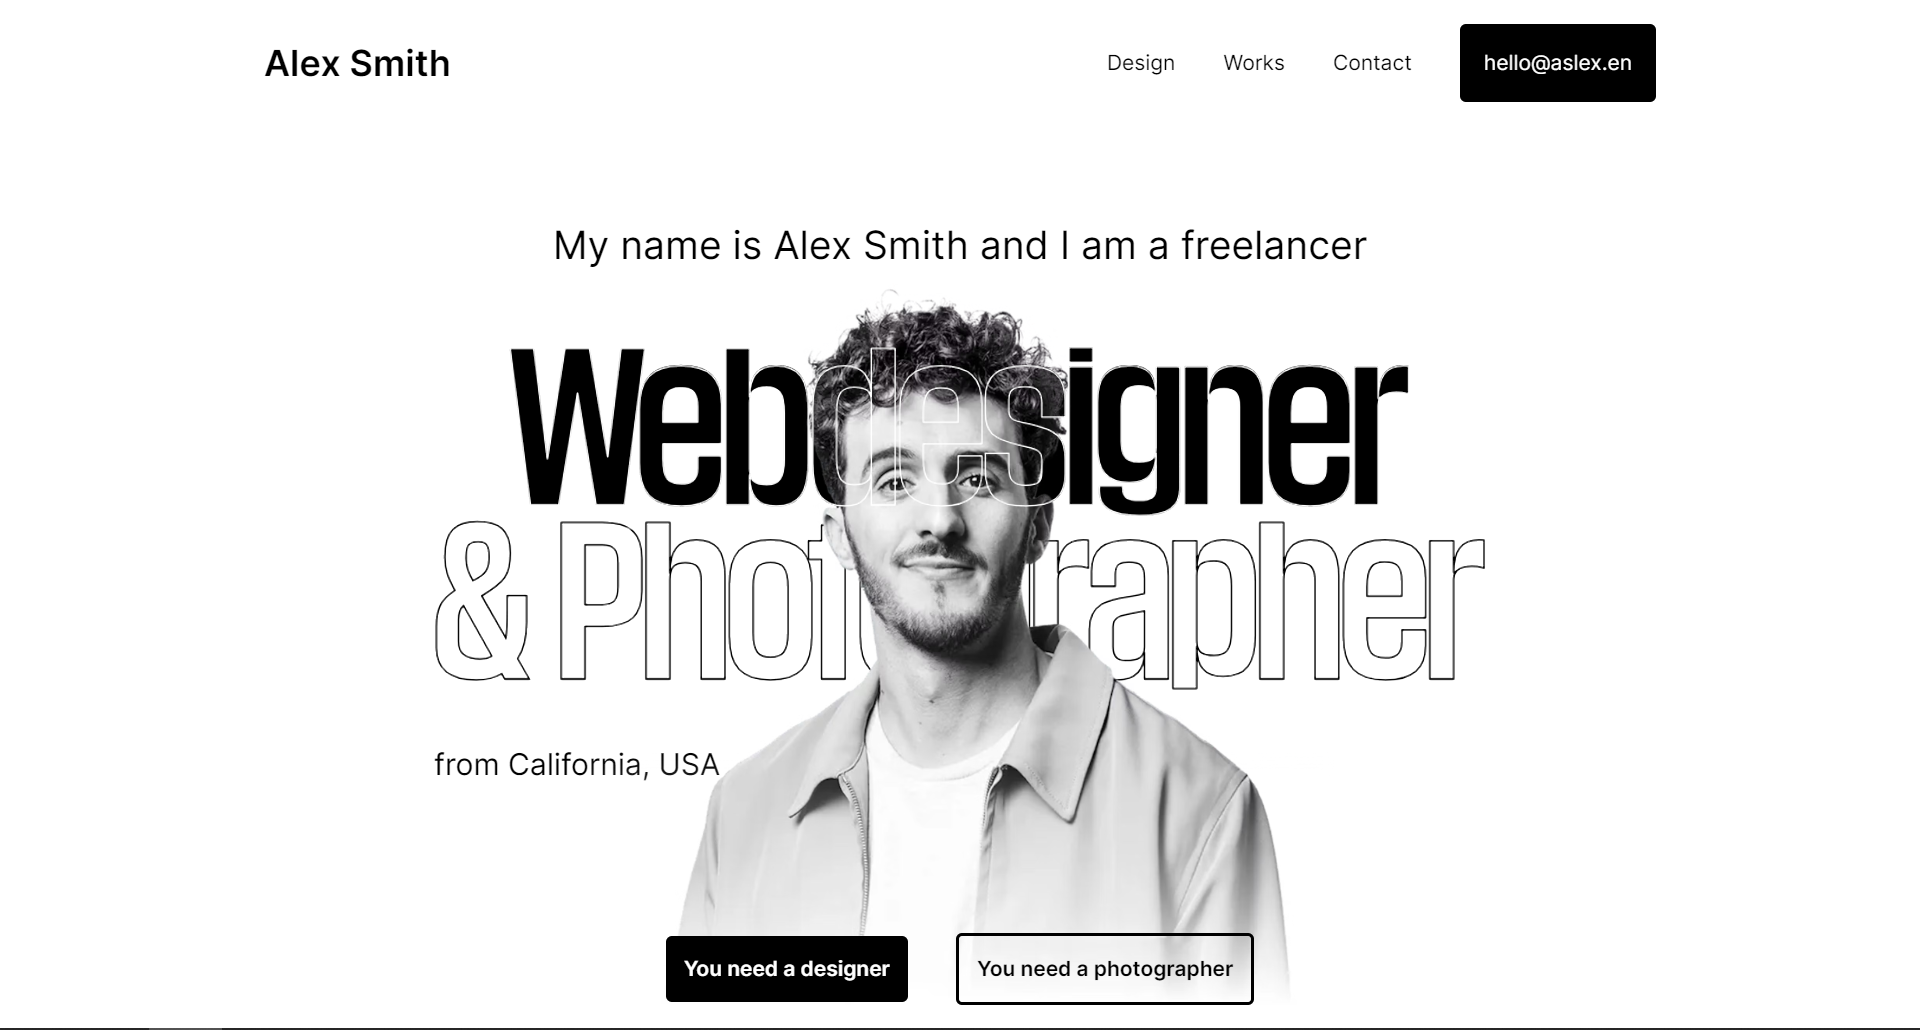 Alex Smith
Design
Works
Contact
hello@aslex.en
My name is Alex Smith and I am a freelancer
Webdesigner
& Photographer
from California, USA
You need a designer
You need a photographer